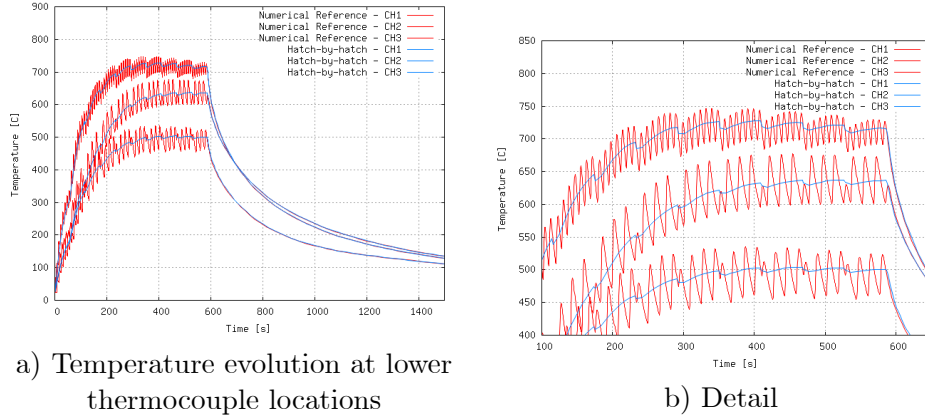 900
800
700
600
500
400
300
200
100
0
Temperature [C]
0 200 400 600 800 1000 1200 1400
Time [s]
Numerical Reference - CH1
Numerical Reference - CH2
Numerical Reference - CH3
Hatch-by-hatch - CH1
Hatch-by-hatch - CH2
Hatch-by-hatch - CH3
a) Temperature evolution at lower
thermocouple locations
850
800
750
700
650
600
550
500
450
400
Temperature [C]
100 200 300 400 500 600
Time [s]
Numerical Reference - CH1
Numerical Reference - CH2
Numerical Reference - CH3
Hatch-by-hatch - CH1
Hatch-by-hatch - CH2
Hatch-by-hatch - CH3
b) Detail